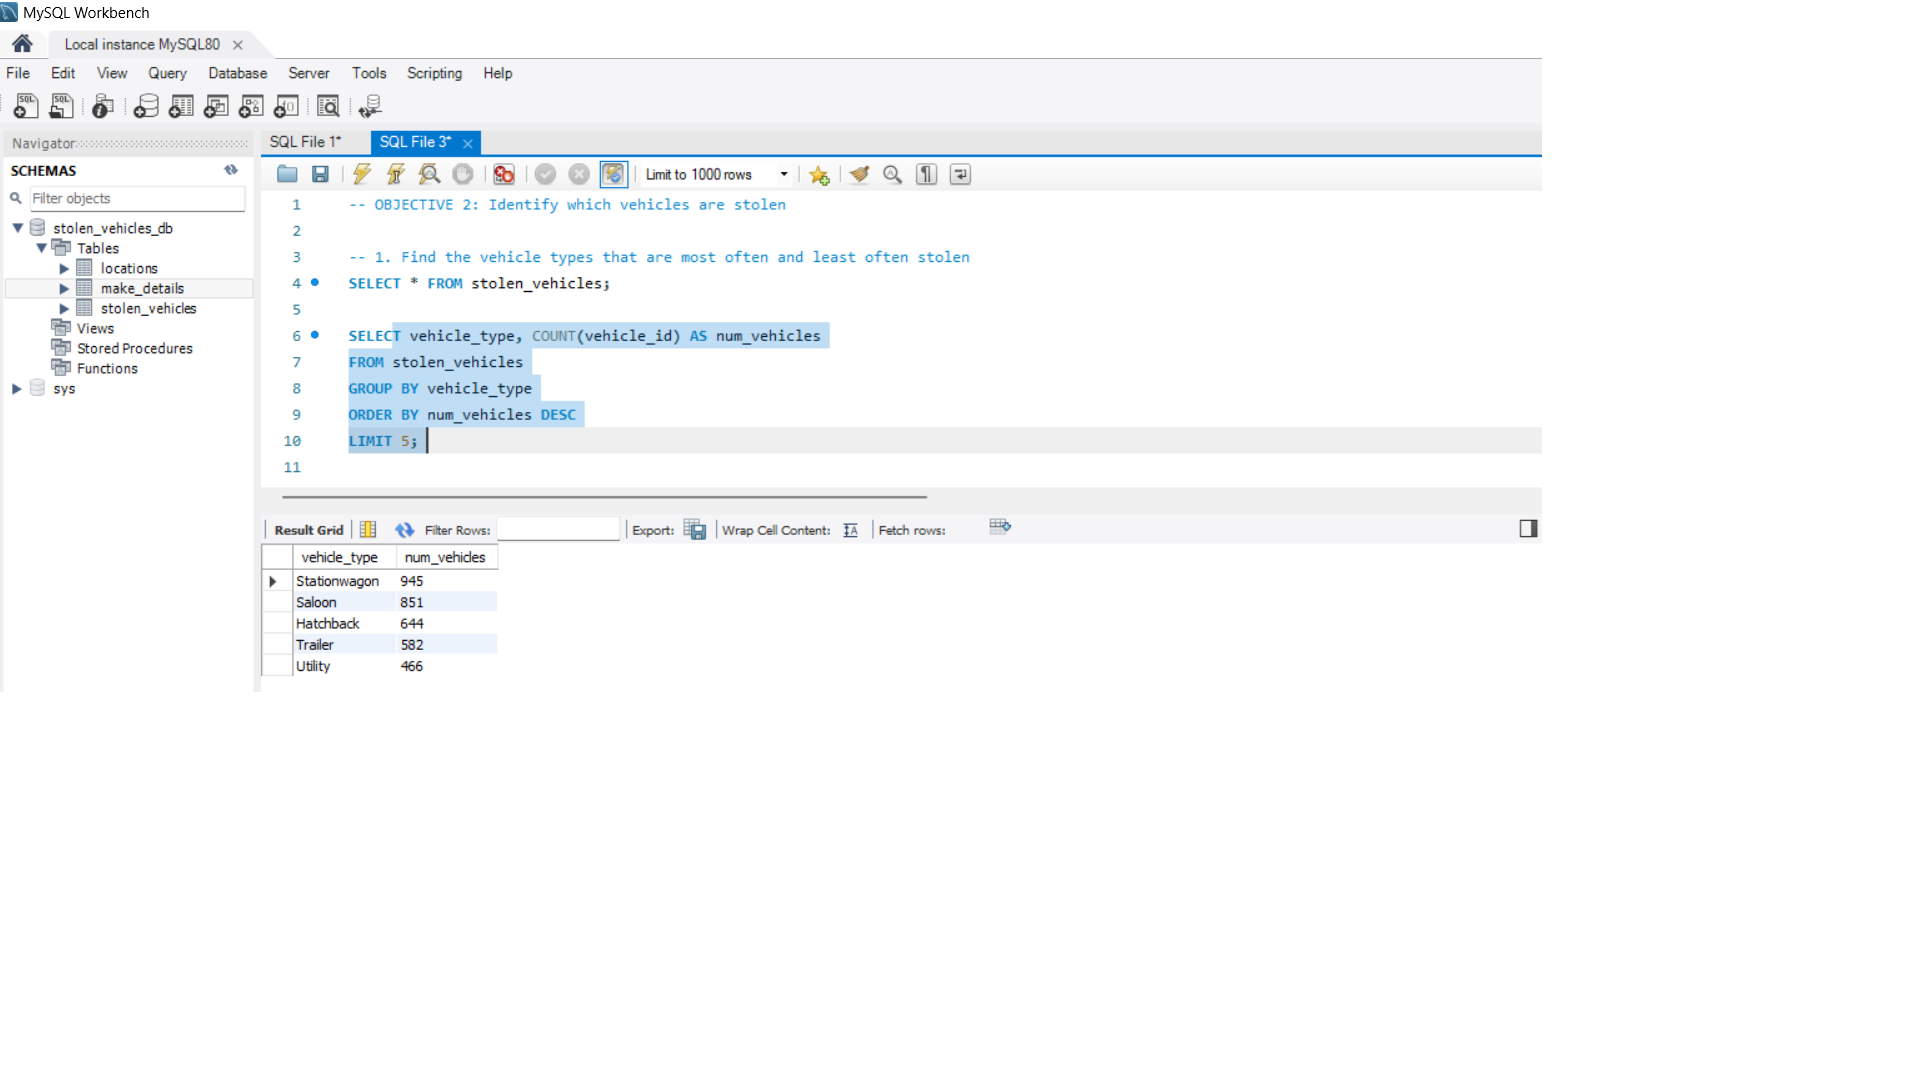 MySQL Workbench
Local instance MySQL80
File Edit View Query Database Server Tools Scripting Help
SQL SQL
Navigator
SCHEMAS
Filter objects
stolen_vehicles_db
Tables
locations
make_details
stolen_vehicles
Views
Stored Procedures
Functions
sys
SQL File 1* SQL File 3*
Limit to 1000 rows
1 -- OBJECTIVE 2: Identify which vehicles are stolen
2
3 -- 1. Find the vehicle types that are most often and least often stolen
4 SELECT * FROM stolen_vehicles;
5
6 SELECT vehicle_type, COUNT(vehicle_id) AS num_vehicles
7 FROM stolen_vehicles
8 GROUP BY vehicle_type
9 ORDER BY num_vehicles DESC
10 LIMIT 5;
11
Result Grid Filter Rows: Export: Wrap Cell Content: IA Fetch rows:
vehicle_type num_vehicles
Stationwagon 945
Saloon 851
Hatchback 644
Trailer 582
Utility 466